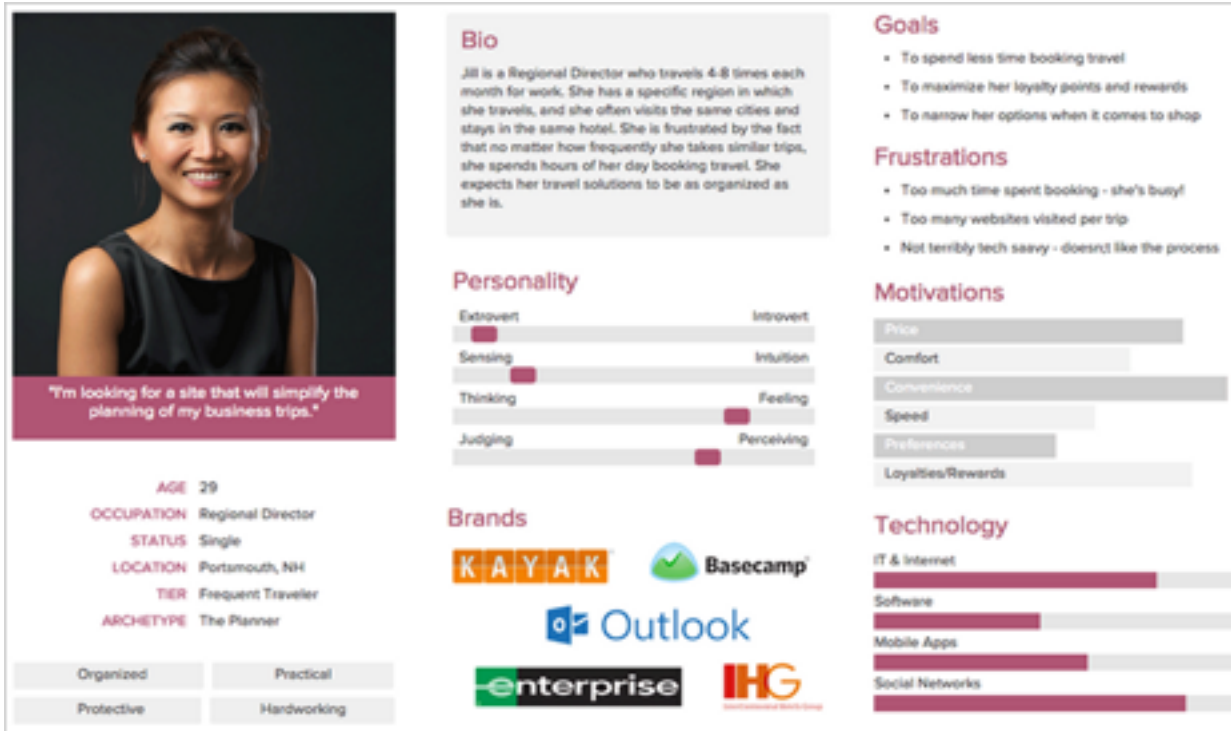 "I'm looking for a site that will simplify the
planning of my business trips."
AGE 29
OCCUPATION Regional Director
STATUS Single
LOCATION Portsmouth, NH
TIER Frequent Traveler
ARCHETYPE The Planner
Organized Practical
Protective Hardworking
Bio
Jill is a Regional Director who travels 4-8 times each
month for work. She has a specific region in which
she travels, and she often visits the same cities and
stays in the same hotel. She is frustrated by the fact
that no matter how frequently she takes similar trips,
she spends hours of her day booking travel. She
expects her travel solutions to be as organized as
she is.
Personality
Extrovert Introvert
Sensing Intuition
Thinking Feeling
Judging Perceiving
Brands
KAYAK
Basecamp
Outlook
enterprise
IHG
Goals
• To spend less time booking travel
• To maximize her loyalty points and rewards
• To narrow her options when it comes to shop
Frustrations
• Too much time spent booking - she's busy!
• Too many websites visited per trip
• Not terribly tech saavy - doesnt like the process
Motivations
Price
Comfort
Convenience
Speed
Preferences
Loyalties/Rewards
Technology
IT & Internet
Software
Mobile Apps
Social Networks